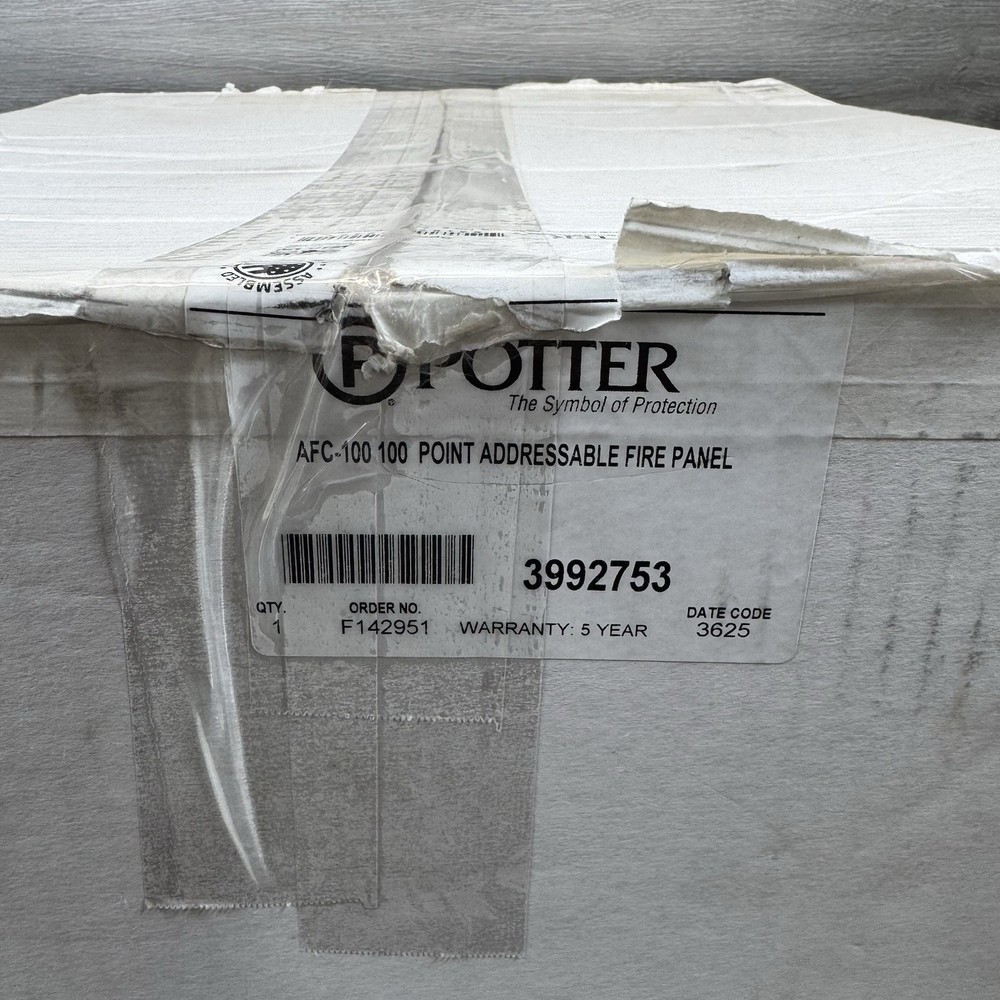 ASSEMBLED
P POTTER
®
The Symbol of Protection
AFC-100 100 POINT ADDRESSABLE FIRE PANEL
3992753
QTY. ORDER NO. DATE CODE
1 F142951 WARRANTY: 5 YEAR 3625